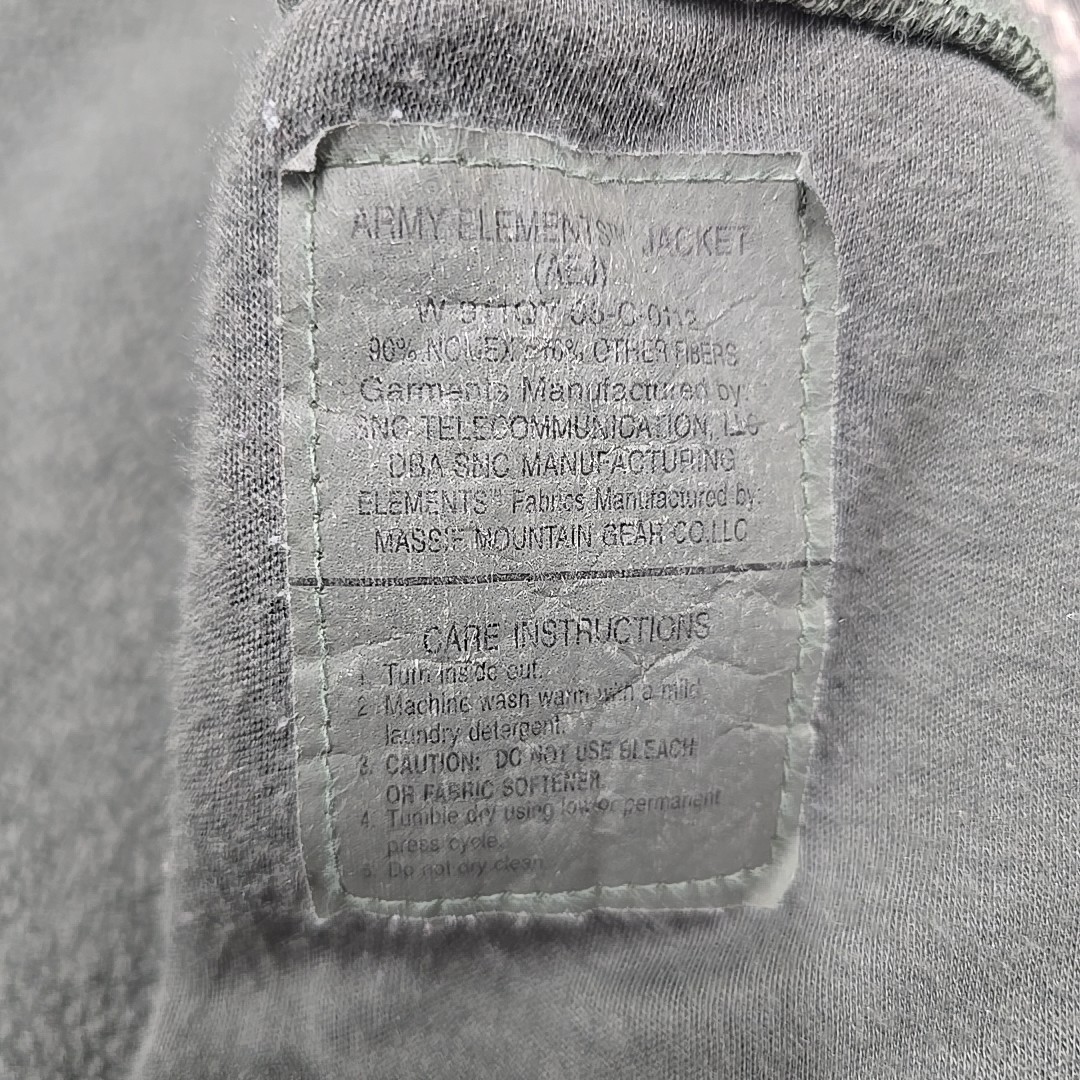 ARMY ELEMENTS™ JACKET
(AEJ)
90% NOMEX OTHER FIBERS
Garments Manufactured by:
SNC TELECOMMUNICATION, LLC
DBA SNC MANUFACTURING
ELEMENTS™ Fabrics Manufactured by:
MASSIF MOUNTAIN GEAR CO.LLC
CARE INSTRUCTIONS
1. Turn inside out.
2. Machine wash warm with a mild
laundry detergent.
3. CAUTION: DO NOT USE BLEACH
OR FABRIC SOFTENER.
4. Tumble dry using low or permanent
press cycle.
5. Do not dry clean